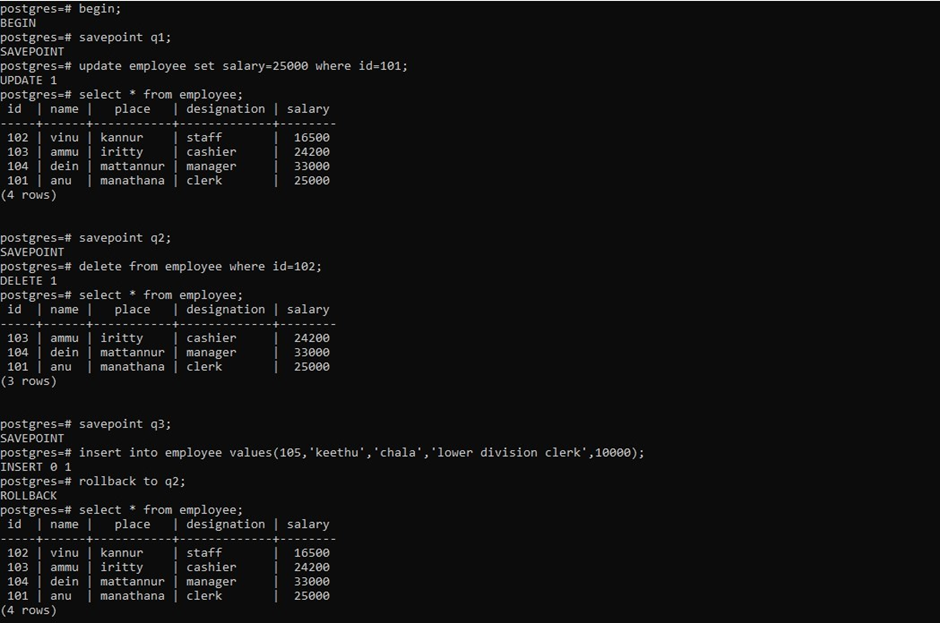 postgres=# begin;
BEGIN
postgres=# savepoint q1;
SAVEPOINT
postgres=# update employee set salary=25000 where id=101;
UPDATE 1
postgres=# select * from employee;
 id  | name |   place   | designation | salary
-----+------+-----------+-------------+--------
 102 | vinu | kannur    | staff       |  16500
 103 | ammu | iritty    | cashier     |  24200
 104 | dein | mattannur | manager     |  33000
 101 | anu  | manathana | clerk       |  25000
(4 rows)
postgres=# savepoint q2;
SAVEPOINT
postgres=# delete from employee where id=102;
DELETE 1
postgres=# select * from employee;
 id  | name |   place   | designation | salary
-----+------+-----------+-------------+--------
 103 | ammu | iritty    | cashier     |  24200
 104 | dein | mattannur | manager     |  33000
 101 | anu  | manathana | clerk       |  25000
(3 rows)
postgres=# savepoint q3;
SAVEPOINT
postgres=# insert into employee values(105,'keethu','chala','lower division clerk',10000);
INSERT 0 1
postgres=# rollback to q2;
ROLLBACK
postgres=# select * from employee;
 id  | name |   place   | designation | salary
-----+------+-----------+-------------+--------
 102 | vinu | kannur    | staff       |  16500
 103 | ammu | iritty    | cashier     |  24200
 104 | dein | mattannur | manager     |  33000
 101 | anu  | manathana | clerk       |  25000
(4 rows)